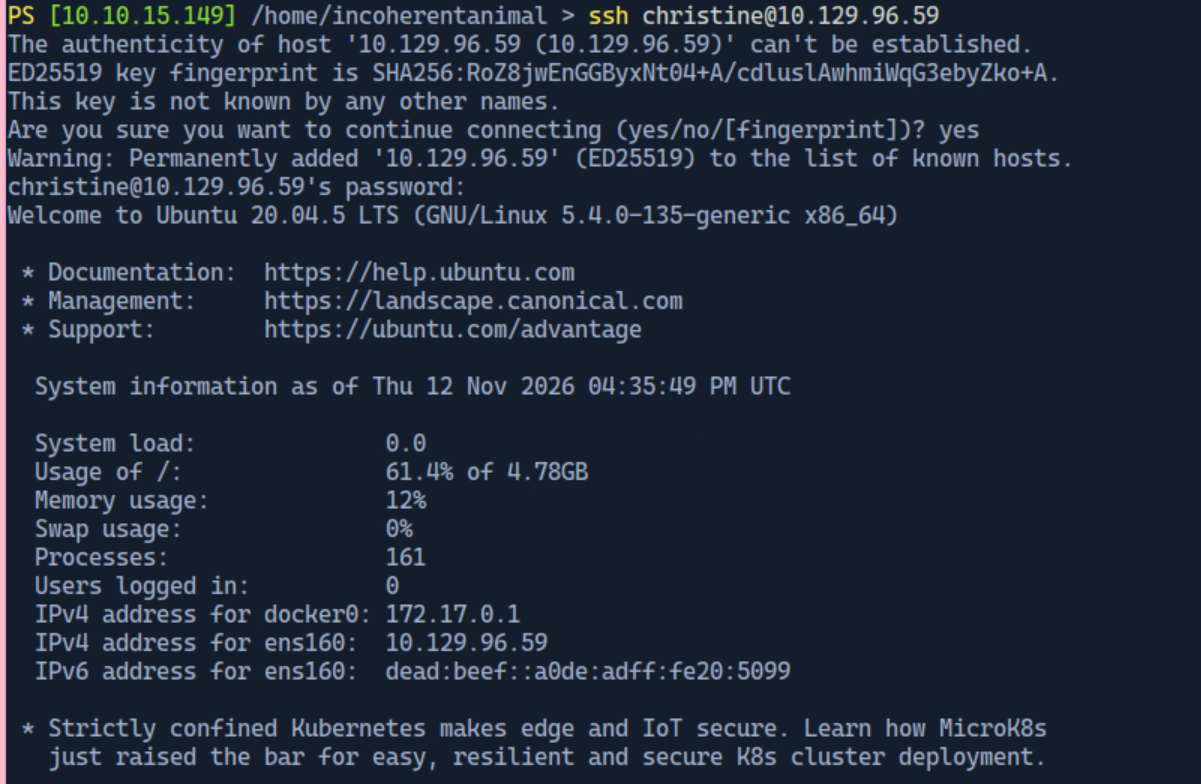 PS [10.10.15.149] /home/incoherentanimal > ssh christine@10.129.96.59
The authenticity of host '10.129.96.59 (10.129.96.59)' can't be established.
ED25519 key fingerprint is SHA256:RoZ8jwEnGGByxNt04+A/cdluslAwhmiWqG3ebyZko+A.
This key is not known by any other names.
Are you sure you want to continue connecting (yes/no/[fingerprint])? yes
Warning: Permanently added '10.129.96.59' (ED25519) to the list of known hosts.
christine@10.129.96.59's password:
Welcome to Ubuntu 20.04.5 LTS (GNU/Linux 5.4.0-135-generic x86_64)

 * Documentation:  https://help.ubuntu.com
 * Management:     https://landscape.canonical.com
 * Support:        https://ubuntu.com/advantage

  System information as of Thu 12 Nov 2026 04:35:49 PM UTC

  System load:              0.0
  Usage of /:               61.4% of 4.78GB
  Memory usage:             12%
  Swap usage:               0%
  Processes:                161
  Users logged in:          0
  IPv4 address for docker0: 172.17.0.1
  IPv4 address for ens160:  10.129.96.59
  IPv6 address for ens160:  dead:beef::a0de:adff:fe20:5099

 * Strictly confined Kubernetes makes edge and IoT secure. Learn how MicroK8s
   just raised the bar for easy, resilient and secure K8s cluster deployment.